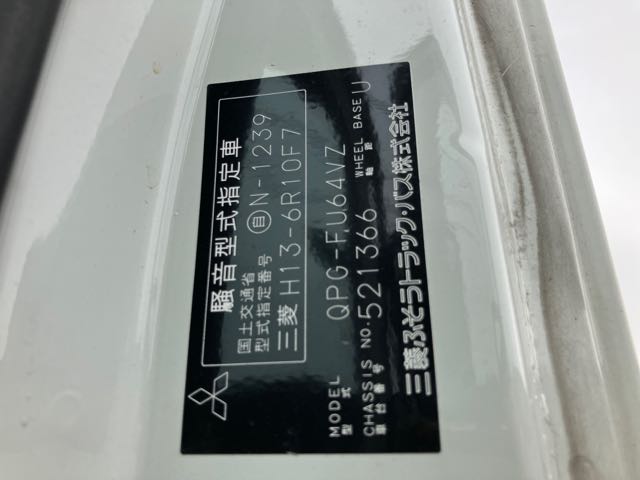 騒音型式指定車
国土交通省
型式指定番号 自N-1239
三菱 H13-6R10F7
MODEL QPG-FU64VZ
型式
CHASSIS NO. 521366 WHEEL BASE U
車台番号 軸距
三菱ふそうトラック・バス株式会社